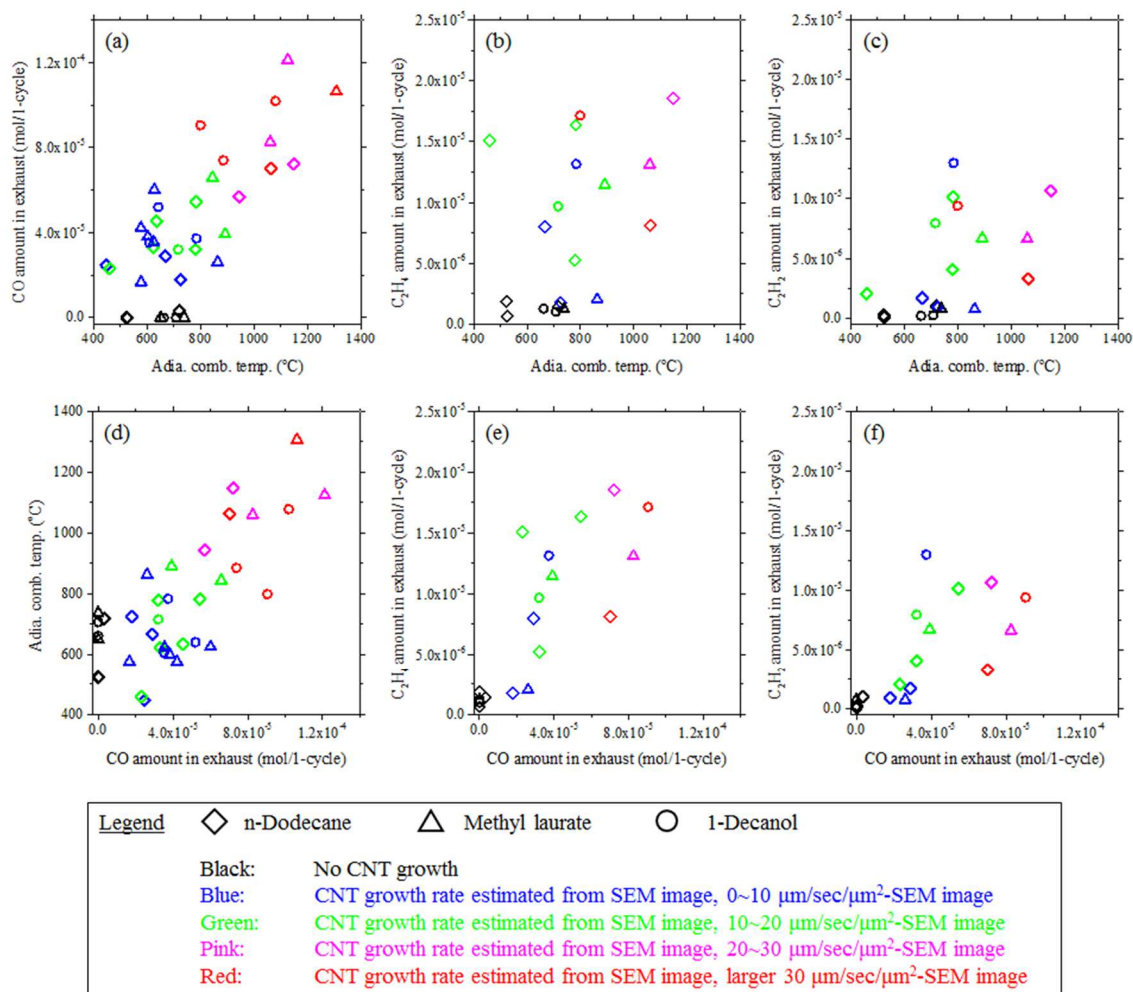 (a)
CO amount in exhaust (mol/1-cycle)
1.2x10⁻⁴
8.0x10⁻⁵
4.0x10⁻⁵
0.0
400 600 800 1000 1200 1400
Adia. comb. temp. (°C)
(b)
C₂H₄ amount in exhaust (mol/1-cycle)
2.5x10⁻⁵
2.0x10⁻⁵
1.5x10⁻⁵
1.0x10⁻⁵
5.0x10⁻⁶
0.0
400 600 800 1000 1200 1400
Adia. comb. temp. (°C)
(c)
C₂H₂ amount in exhaust (mol/1-cycle)
2.5x10⁻⁵
2.0x10⁻⁵
1.5x10⁻⁵
1.0x10⁻⁵
5.0x10⁻⁶
0.0
400 600 800 1000 1200 1400
Adia. comb. temp. (°C)
(d)
Adia. comb. temp. (°C)
1400
1200
1000
800
600
400
0.0 4.0x10⁻⁵ 8.0x10⁻⁵ 1.2x10⁻⁴
CO amount in exhaust (mol/1-cycle)
(e)
C₂H₄ amount in exhaust (mol/1-cycle)
2.5x10⁻⁵
2.0x10⁻⁵
1.5x10⁻⁵
1.0x10⁻⁵
5.0x10⁻⁶
0.0
0.0 4.0x10⁻⁵ 8.0x10⁻⁵ 1.2x10⁻⁴
CO amount in exhaust (mol/1-cycle)
(f)
C₂H₂ amount in exhaust (mol/1-cycle)
2.5x10⁻⁵
2.0x10⁻⁵
1.5x10⁻⁵
1.0x10⁻⁵
5.0x10⁻⁶
0.0
0.0 4.0x10⁻⁵ 8.0x10⁻⁵ 1.2x10⁻⁴
CO amount in exhaust (mol/1-cycle)
Legend n-Dodecane Methyl laurate 1-Decanol
Black: No CNT growth
Blue: CNT growth rate estimated from SEM image, 0~10 μm/sec/μm²-SEM image
Green: CNT growth rate estimated from SEM image, 10~20 μm/sec/μm²-SEM image
Pink: CNT growth rate estimated from SEM image, 20~30 μm/sec/μm²-SEM image
Red: CNT growth rate estimated from SEM image, larger 30 μm/sec/μm²-SEM image